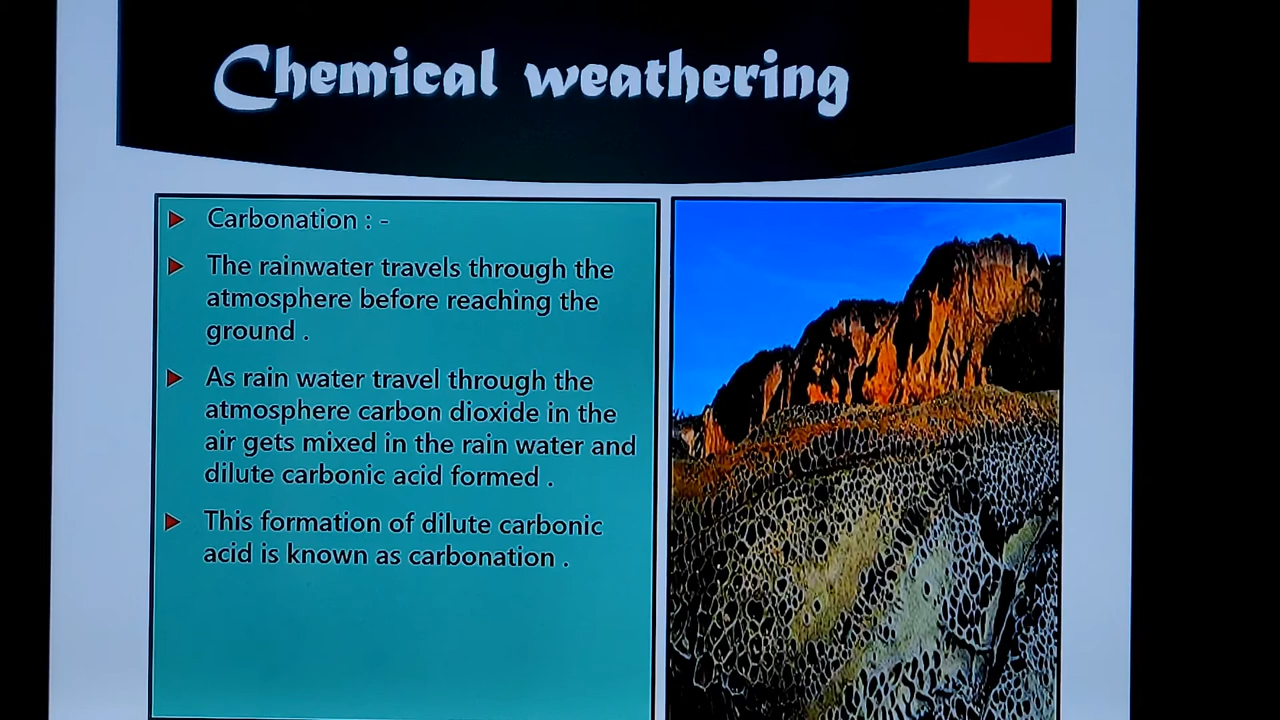 Chemical weathering
Carbonation : -
The rainwater travels through the
atmosphere before reaching the
ground .
As rain water travel through the
atmosphere carbon dioxide in the
air gets mixed in the rain water and
dilute carbonic acid formed .
This formation of dilute carbonic
acid is known as carbonation .